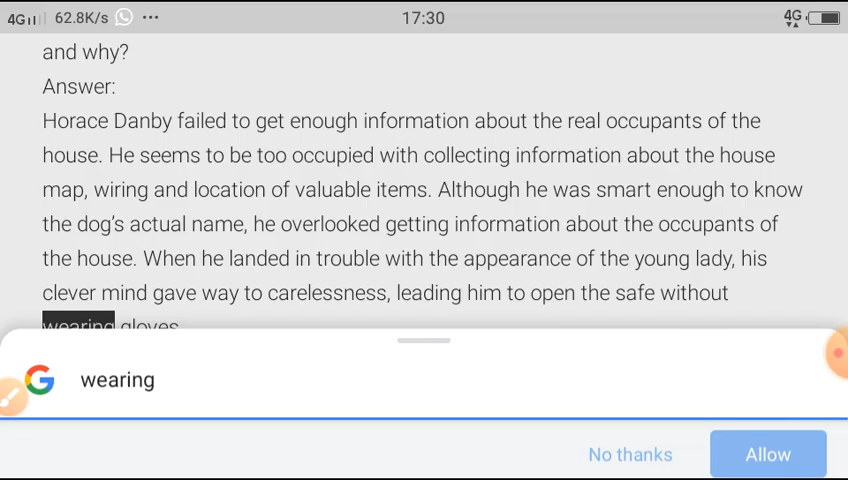 4G 62.8K/s ... 17:30 4G
and why?
Answer:
Horace Danby failed to get enough information about the real occupants of the
house. He seems to be too occupied with collecting information about the house
map, wiring and location of valuable items. Although he was smart enough to know
the dog's actual name, he overlooked getting information about the occupants of
the house. When he landed in trouble with the appearance of the young lady, his
clever mind gave way to carelessness, leading him to open the safe without
wearing gloves
G wearing
No thanks Allow